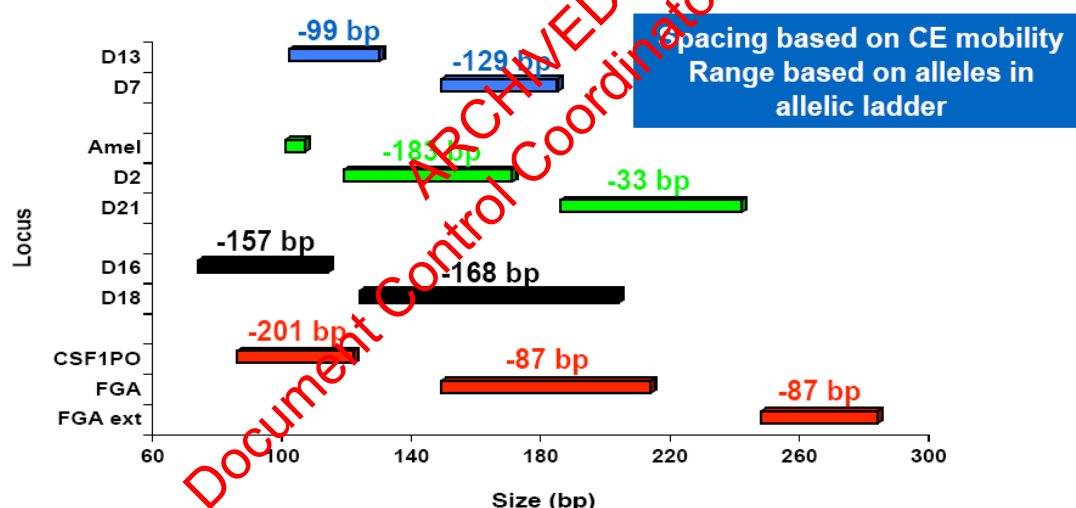 -99 bp
D13
-129 bp
D7
Spacing based on CE mobility
Range based on alleles in
allelic ladder
Amel
-183 bp
D2
-33 bp
D21
-157 bp
D16
-168 bp
D18
-201 bp
CSF1PO
-87 bp
FGA
-87 bp
FGA ext
Locus
60 100 140 180 220 260 300
Size (bp)
ARCHIVED
Document Control Coordinato